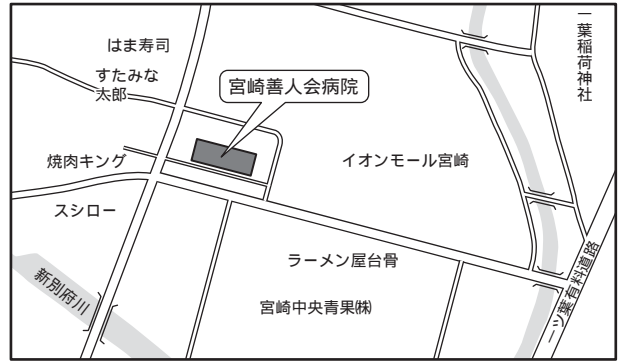 はま寿司
すたみな
太郎
宮崎善人会病院
一葉稲荷神社
焼肉キング
イオンモール宮崎
スシロー
ラーメン屋台骨
新別府川
宮崎中央青果㈱
一ツ葉有料道路